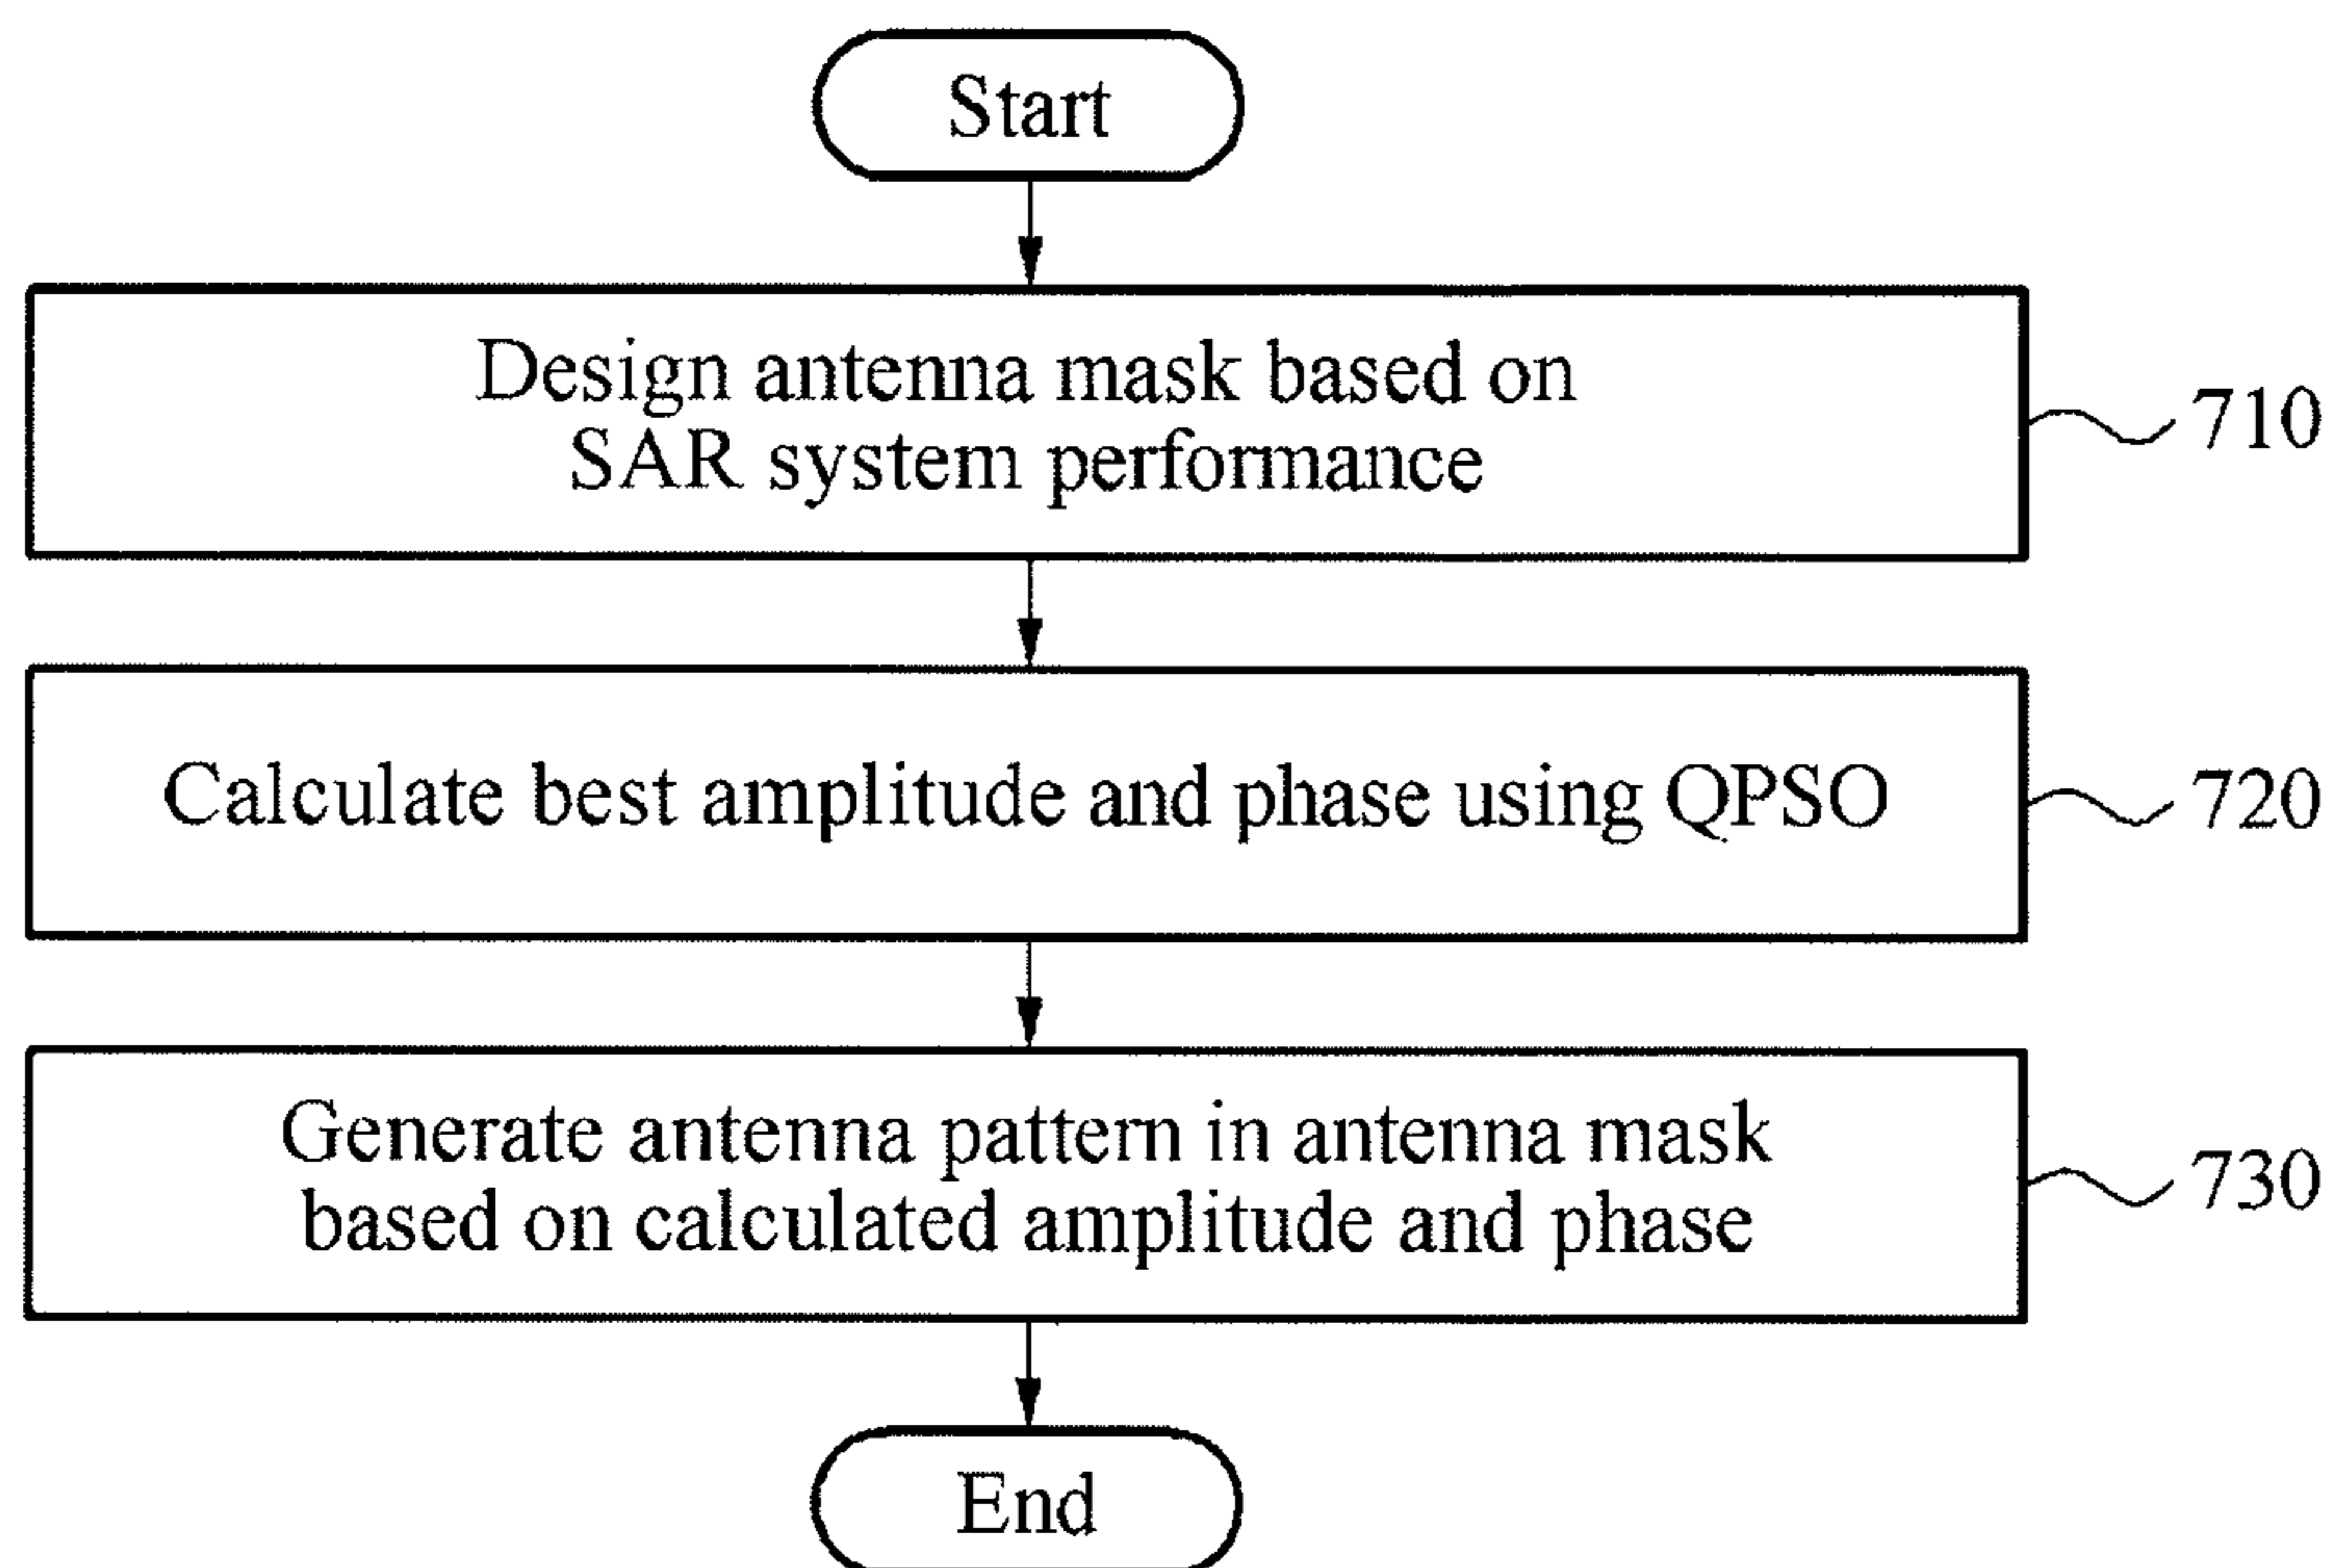 Start
Design antenna mask based on
SAR system performance
710
Calculate best amplitude and phase using QPSO
720
Generate antenna pattern in antenna mask
based on calculated amplitude and phase
730
End